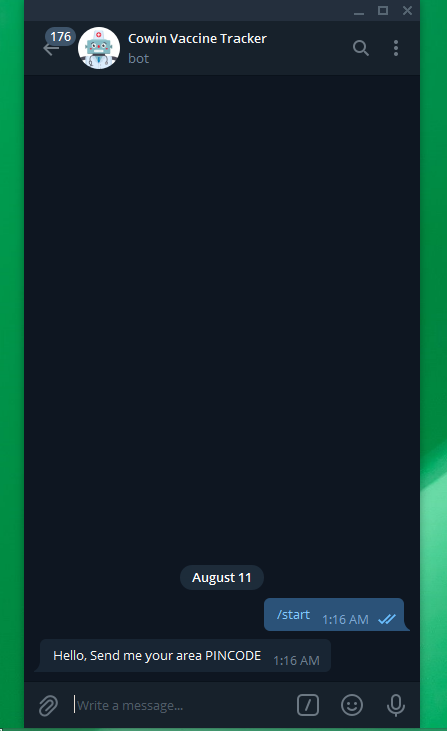 176
Cowin Vaccine Tracker
bot
August 11
/start 1:16 AM
Hello, Send me your area PINCODE 1:16 AM
Write a message...